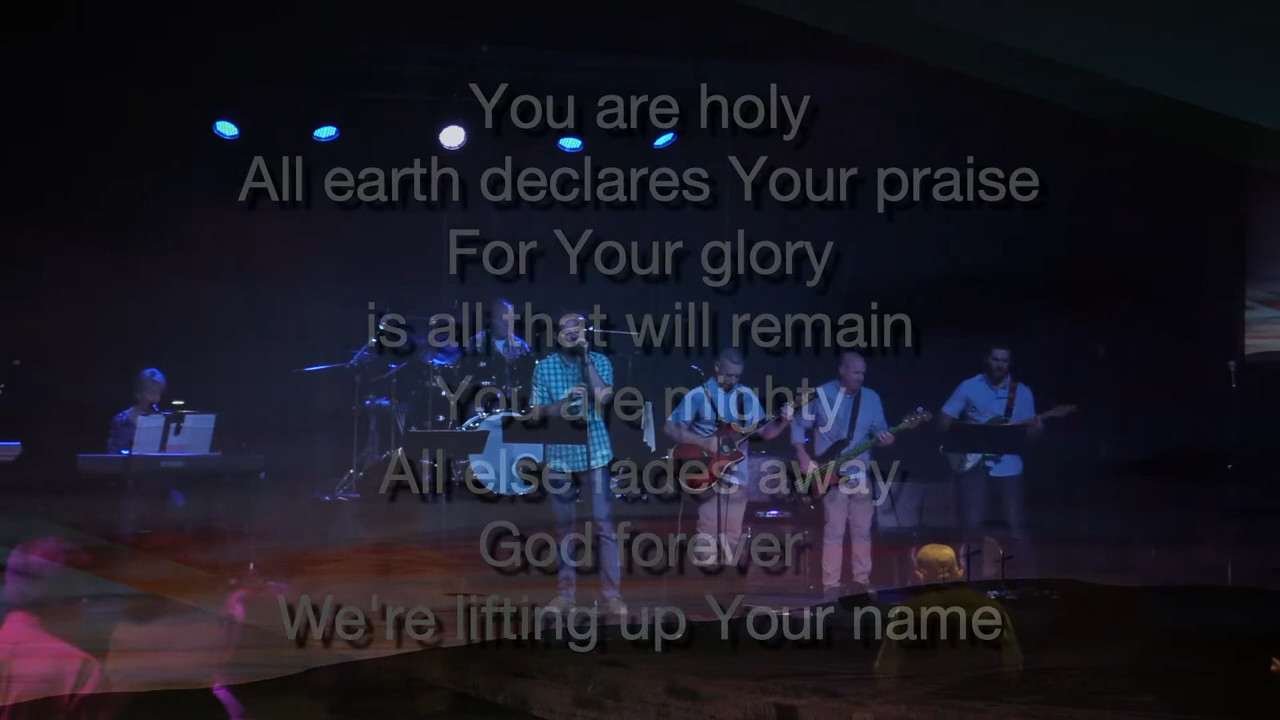 You are holy
All earth declares Your praise
For Your glory
is all that will remain
You are mighty
All else fades away
God forever
We're lifting up Your name